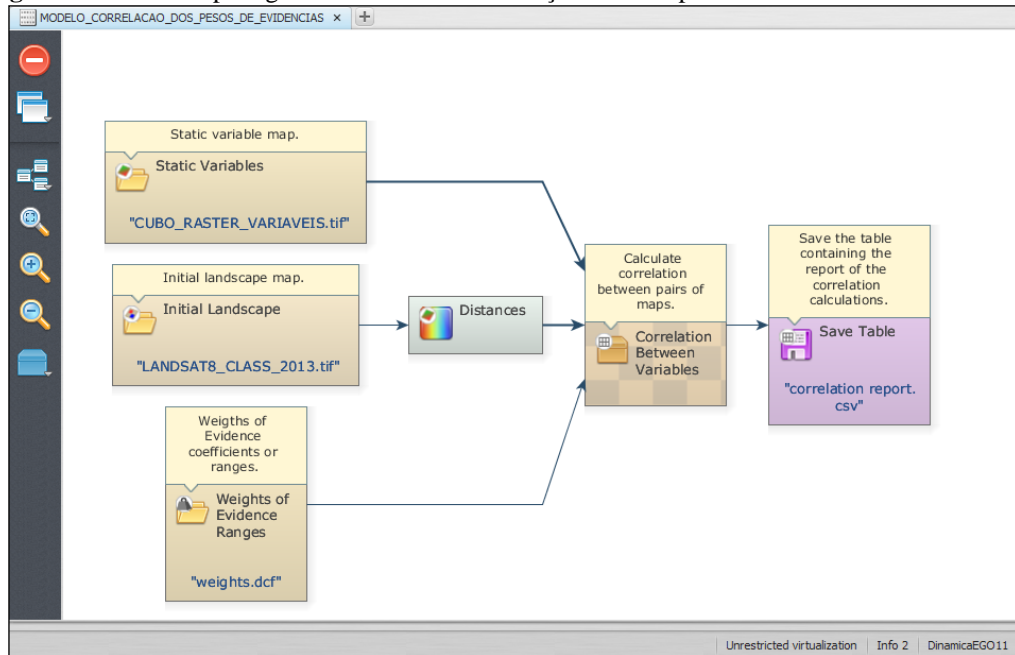 MODELO_CORRELACAO_DOS_PESOS_DE_EVIDENCIAS
Static variable map.
Static Variables
"CUBO_RASTER_VARIAVEIS.tif"
Initial landscape map.
Initial Landscape
"LANDSAT8_CLASS_2013.tif"
Distances
Weigths of
Evidence
coefficients or
ranges.
Weights of
Evidence
Ranges
"weights.dcf"
Calculate
correlation
between pairs of
maps.
Correlation
Between
Variables
Save the table
containing the
report of the
correlation
calculations.
Save Table
"correlation report.
csv"
Unrestricted virtualization
Info 2
DinamicaEGO11